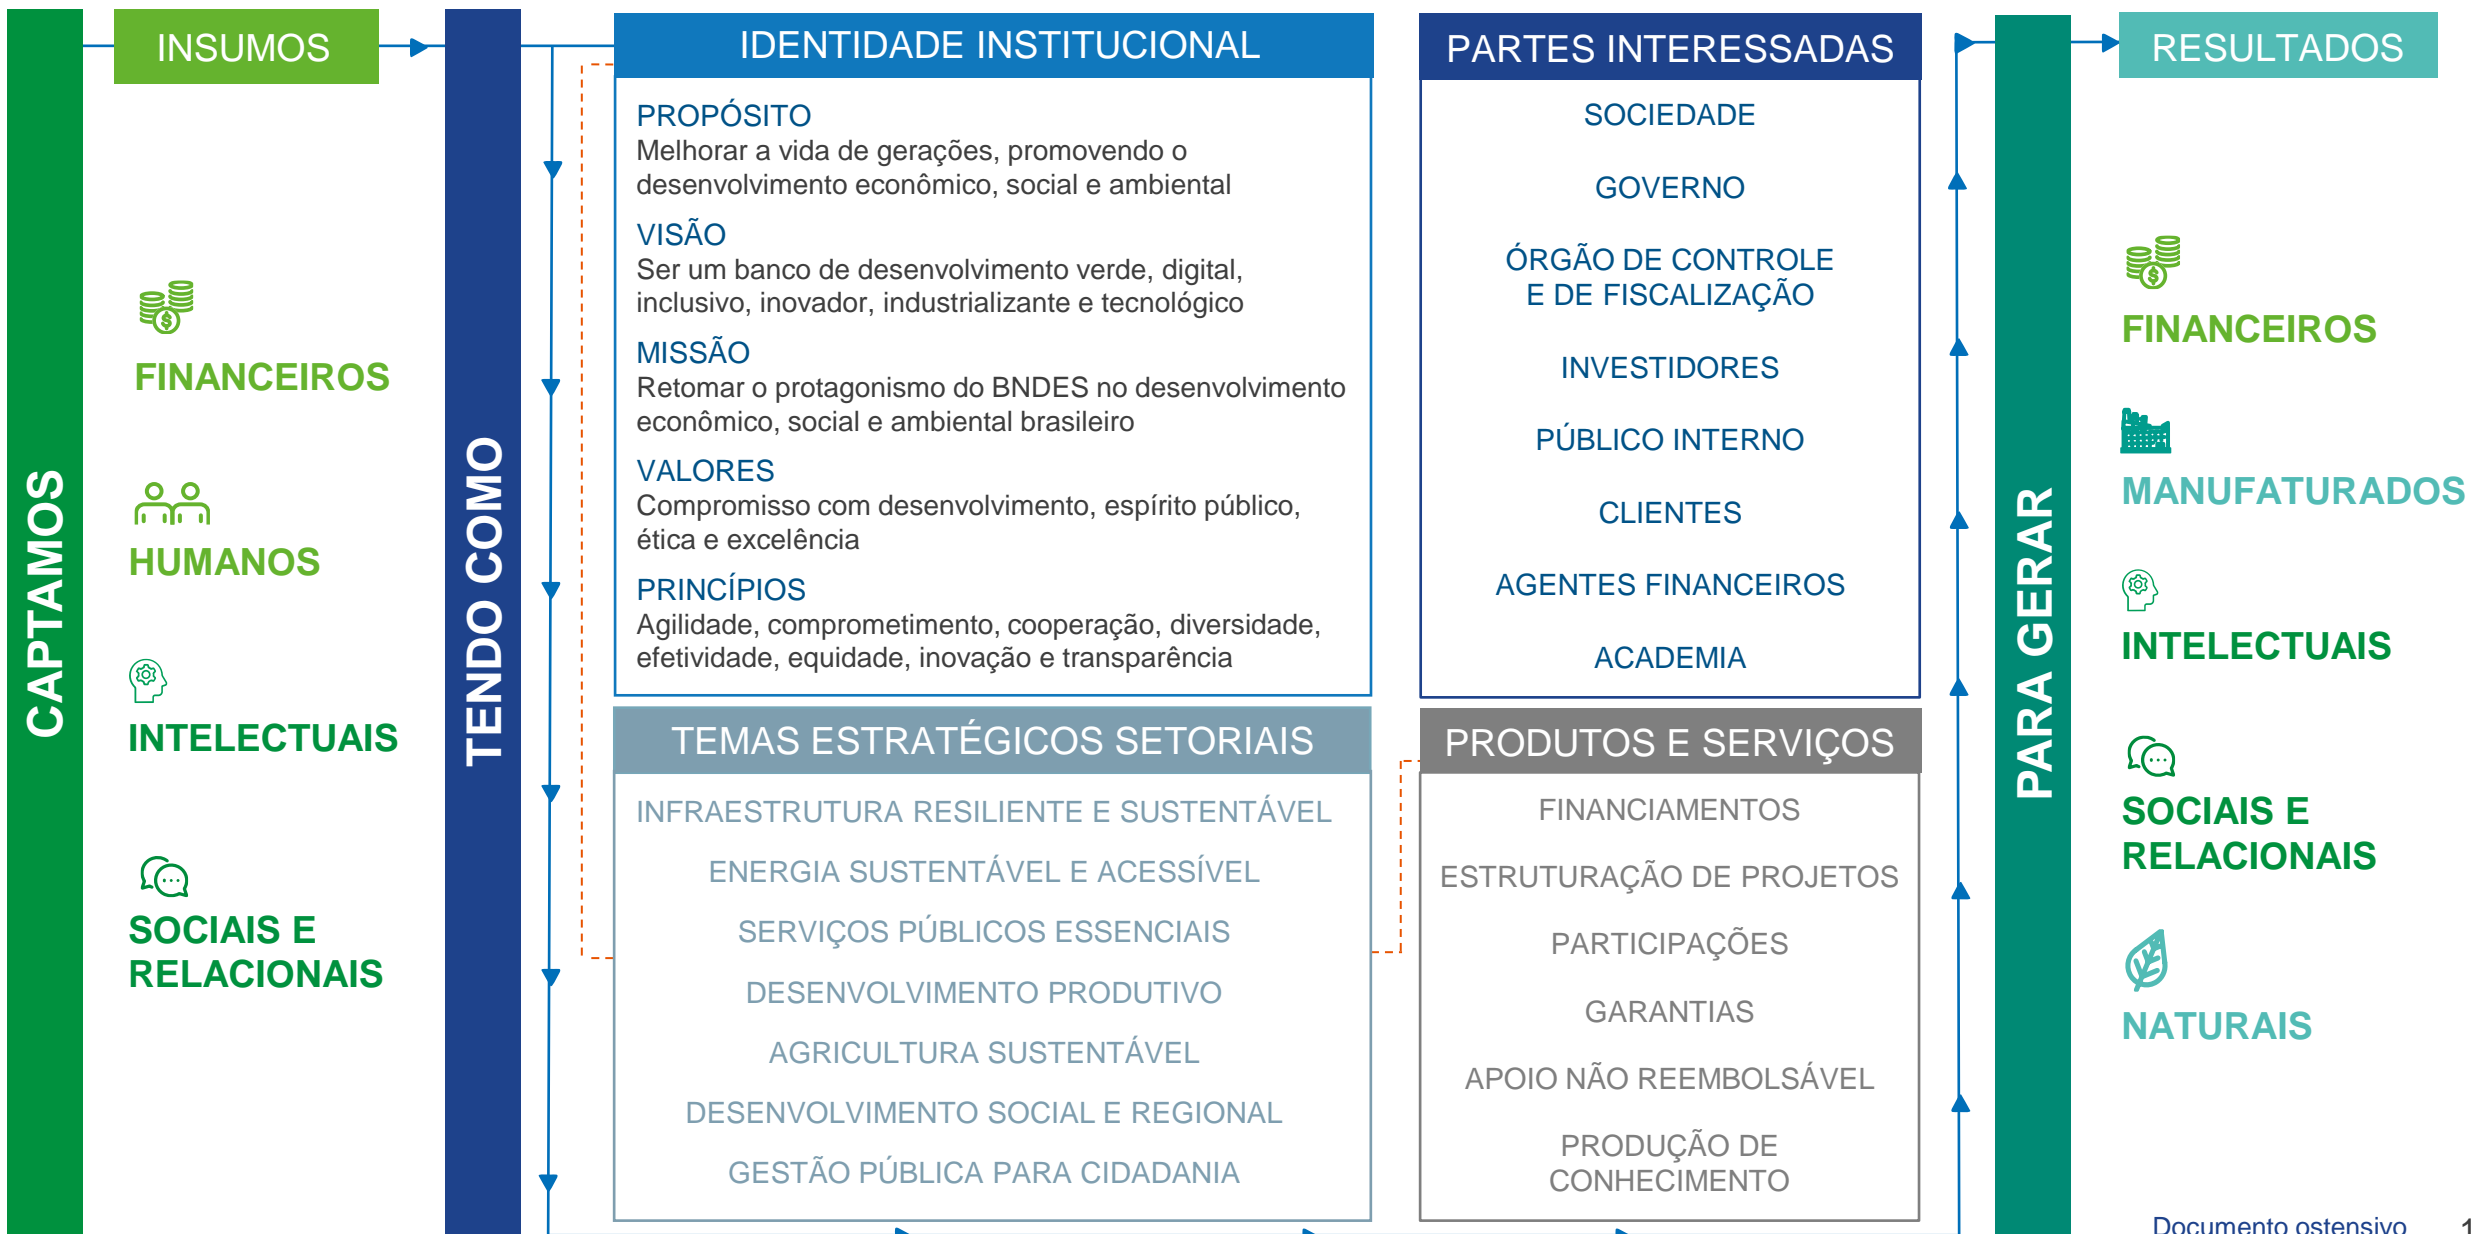 CAPTAMOS
INSUMOS
FINANCEIROS
HUMANOS
INTELECTUAIS
SOCIAIS E
RELACIONAIS
TENDO COMO
IDENTIDADE INSTITUCIONAL
PROPÓSITO
Melhorar a vida de gerações, promovendo o
desenvolvimento econômico, social e ambiental
VISÃO
Ser um banco de desenvolvimento verde, digital,
inclusivo, inovador, industrializante e tecnológico
MISSÃO
Retomar o protagonismo do BNDES no desenvolvimento
econômico, social e ambiental brasileiro
VALORES
Compromisso com desenvolvimento, espírito público,
ética e excelência
PRINCÍPIOS
Agilidade, comprometimento, cooperação, diversidade,
efetividade, equidade, inovação e transparência
TEMAS ESTRATÉGICOS SETORIAIS
INFRAESTRUTURA RESILIENTE E SUSTENTÁVEL
ENERGIA SUSTENTÁVEL E ACESSÍVEL
SERVIÇOS PÚBLICOS ESSENCIAIS
DESENVOLVIMENTO PRODUTIVO
AGRICULTURA SUSTENTÁVEL
DESENVOLVIMENTO SOCIAL E REGIONAL
GESTÃO PÚBLICA PARA CIDADANIA
PARTES INTERESSADAS
SOCIEDADE
GOVERNO
ÓRGÃO DE CONTROLE
E DE FISCALIZAÇÃO
INVESTIDORES
PÚBLICO INTERNO
CLIENTES
AGENTES FINANCEIROS
ACADEMIA
PRODUTOS E SERVIÇOS
FINANCIAMENTOS
ESTRUTURAÇÃO DE PROJETOS
PARTICIPAÇÕES
GARANTIAS
APOIO NÃO REEMBOLSÁVEL
PRODUÇÃO DE
CONHECIMENTO
PARA GERAR
RESULTADOS
FINANCEIROS
MANUFATURADOS
INTELECTUAIS
SOCIAIS E
RELACIONAIS
NATURAIS
Documento ostensivo